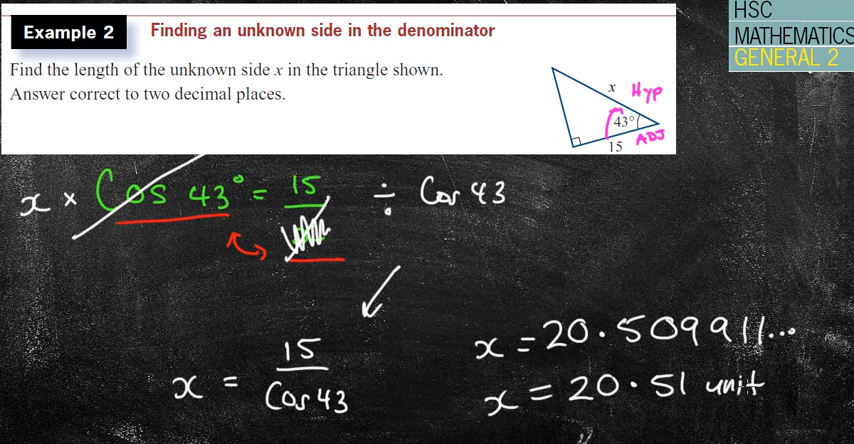 HSC
MATHEMATICS
GENERAL 2
Example 2 Finding an unknown side in the denominator
Find the length of the unknown side x in the triangle shown.
Answer correct to two decimal places.
x Hyp
43°
15 ADJ
x × Cos 43° = 15 ÷ Cos 43
x = 15 / Cos 43
x = 20.509911...
x = 20.51 unit